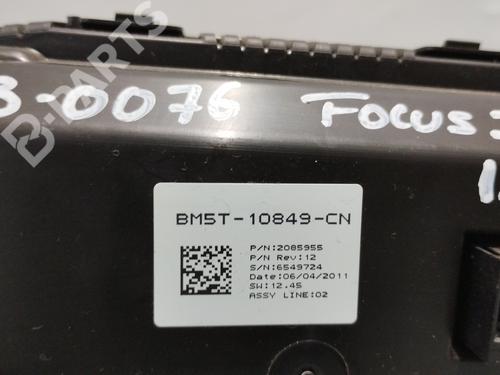 B-PARTS
3-0076 FOCUS
BM5T-10849-CN
P/N:2085955
P/N Rev:12
S/N:6549724
Date:06/04/2011
SW:12.45
ASSY LINE:02